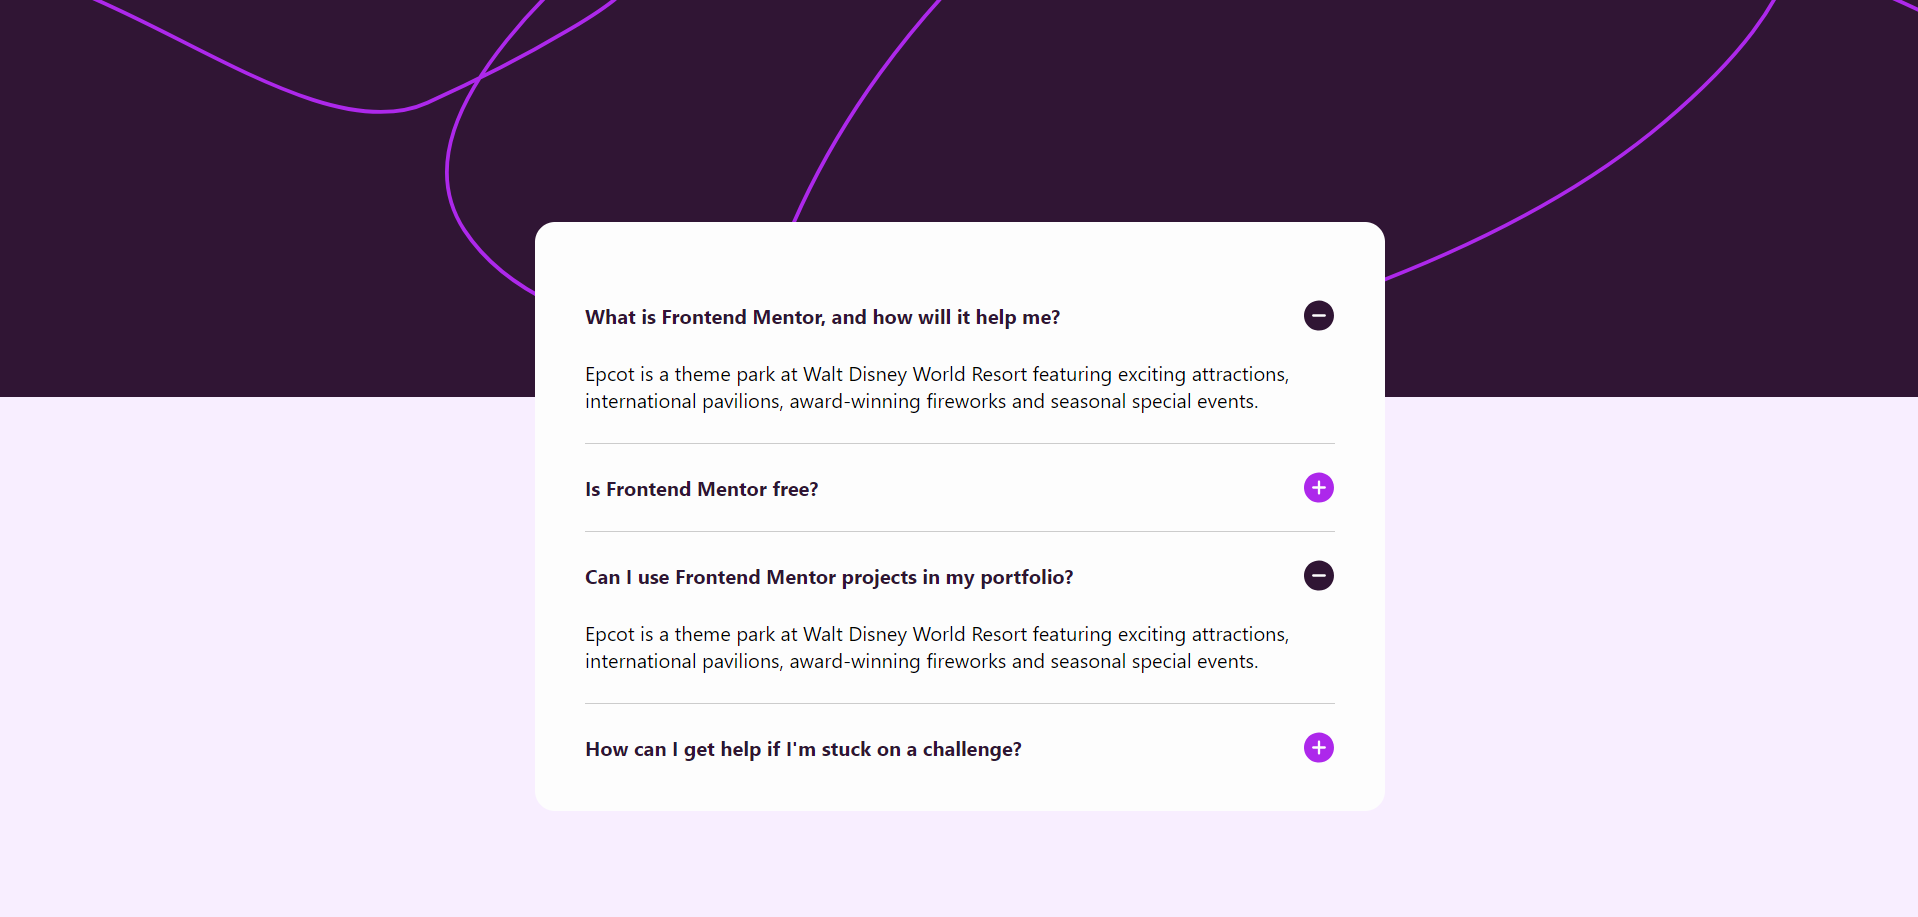 What is Frontend Mentor, and how will it help me?
Epcot is a theme park at Walt Disney World Resort featuring exciting attractions,
international pavilions, award-winning fireworks and seasonal special events.
Is Frontend Mentor free?
Can I use Frontend Mentor projects in my portfolio?
Epcot is a theme park at Walt Disney World Resort featuring exciting attractions,
international pavilions, award-winning fireworks and seasonal special events.
How can I get help if I'm stuck on a challenge?